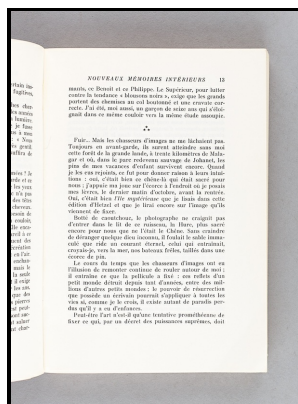 NOUVEAUX MÉMOIRES INTÉRIEURS 13
uants, ce Benoit et ce Philippe. Le Supérieur, pour lutter
contre la tendance « blousons noirs », exige que les grands
portent des chemises au col boutonné et une cravate cor-
recte. J'ai été, moi aussi, un garçon de seize ans qui s'éloi-
gnait dans ce même couloir vers la même étude assoupie.
Fuir... Mais les chasseurs d'images ne me lâchaient pas.
Toujours en avant-garde, ils surent atteindre sans moi
cette forêt de la grande lande, à trente kilomètres de Mala-
gar et où, dans le parc redevenu sauvage de Johanet, les
pins de mes vacances d'enfant survivent encore. Quand
je les eus rejoints, ce fut pour donner raison à leurs intui-
tions : oui, c'était bien ce chêne-là qui était sacré pour
nous ; j'appuie ma joue sur l'écorce à l'endroit où je posais
mes lèvres, le dernier matin d'octobre, avant la rentrée.
Oui, c'était bien l'Ile mystérieuse que je lisais dans cette
édition d'Hetzel et que je lirai encore sur l'image qu'ils
viennent de fixer.
Botté de caoutchouc, le photographe ne craignit pas
d'entrer dans le lit de ce ruisseau, la Hure, plus sacré
encore pour nous que ne l'était le Chêne. Sans craindre
de déranger quelque dieu inconnu, il foulait le sable imma-
culé que ride un courant éternel, celui qui entraînait,
croyais-je, vers la mer, nos bateaux frêles, taillés dans une
écorce de pin.
Le cours du temps que les chasseurs d'images ont eu
l'illusion de remonter continue de rouler autour de moi ;
il entraîne ce que la pellicule a fixé : ces reflets d'un
petit monde détruit depuis tant d'années, entre des mil-
lions d'autres petits mondes ; le pouvoir de résurrection
que possède un écrivain pourrait s'appliquer à toutes les
vies si, comme je le crois, il existe autant de paradis per-
dus qu'il y a eu d'enfances.
Peut-être l'art n'est-il qu'une tentative prométhéenne de
fixer ce qui, par un décret des puissances suprêmes, doit